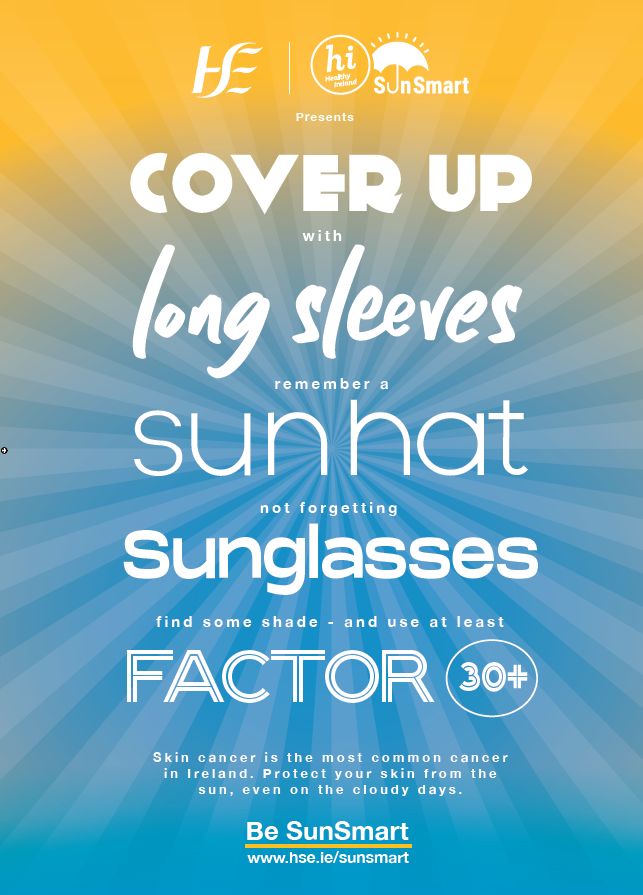 HSE
hi
Healthy
Ireland
SunSmart
Presents
COVER UP
with
long sleeves
remember a
sun hat
not forgetting
Sunglasses
find some shade - and use at least
FACTOR 30+
Skin cancer is the most common cancer
in Ireland. Protect your skin from the
sun, even on the cloudy days.
Be SunSmart
www.hse.ie/sunsmart